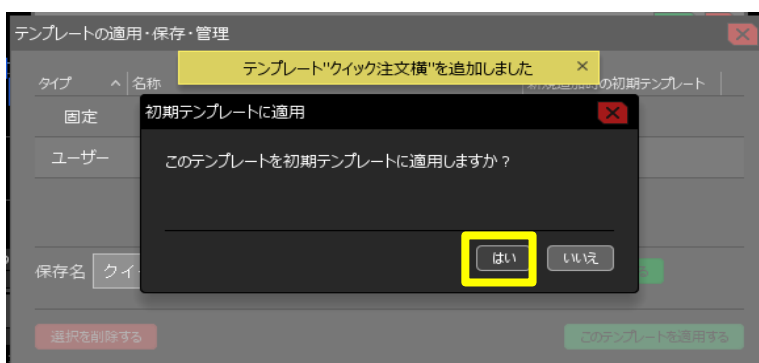 テンプレートの適用・保存・管理
テンプレート"クイック注文横"を追加しました ×
タイプ ^ 名称 の初期テンプレート
固定
初期テンプレートに適用
ユーザー
このテンプレートを初期テンプレートに適用しますか?
はい いいえ
保存名 クイ
選択を削除する このテンプレートを適用する